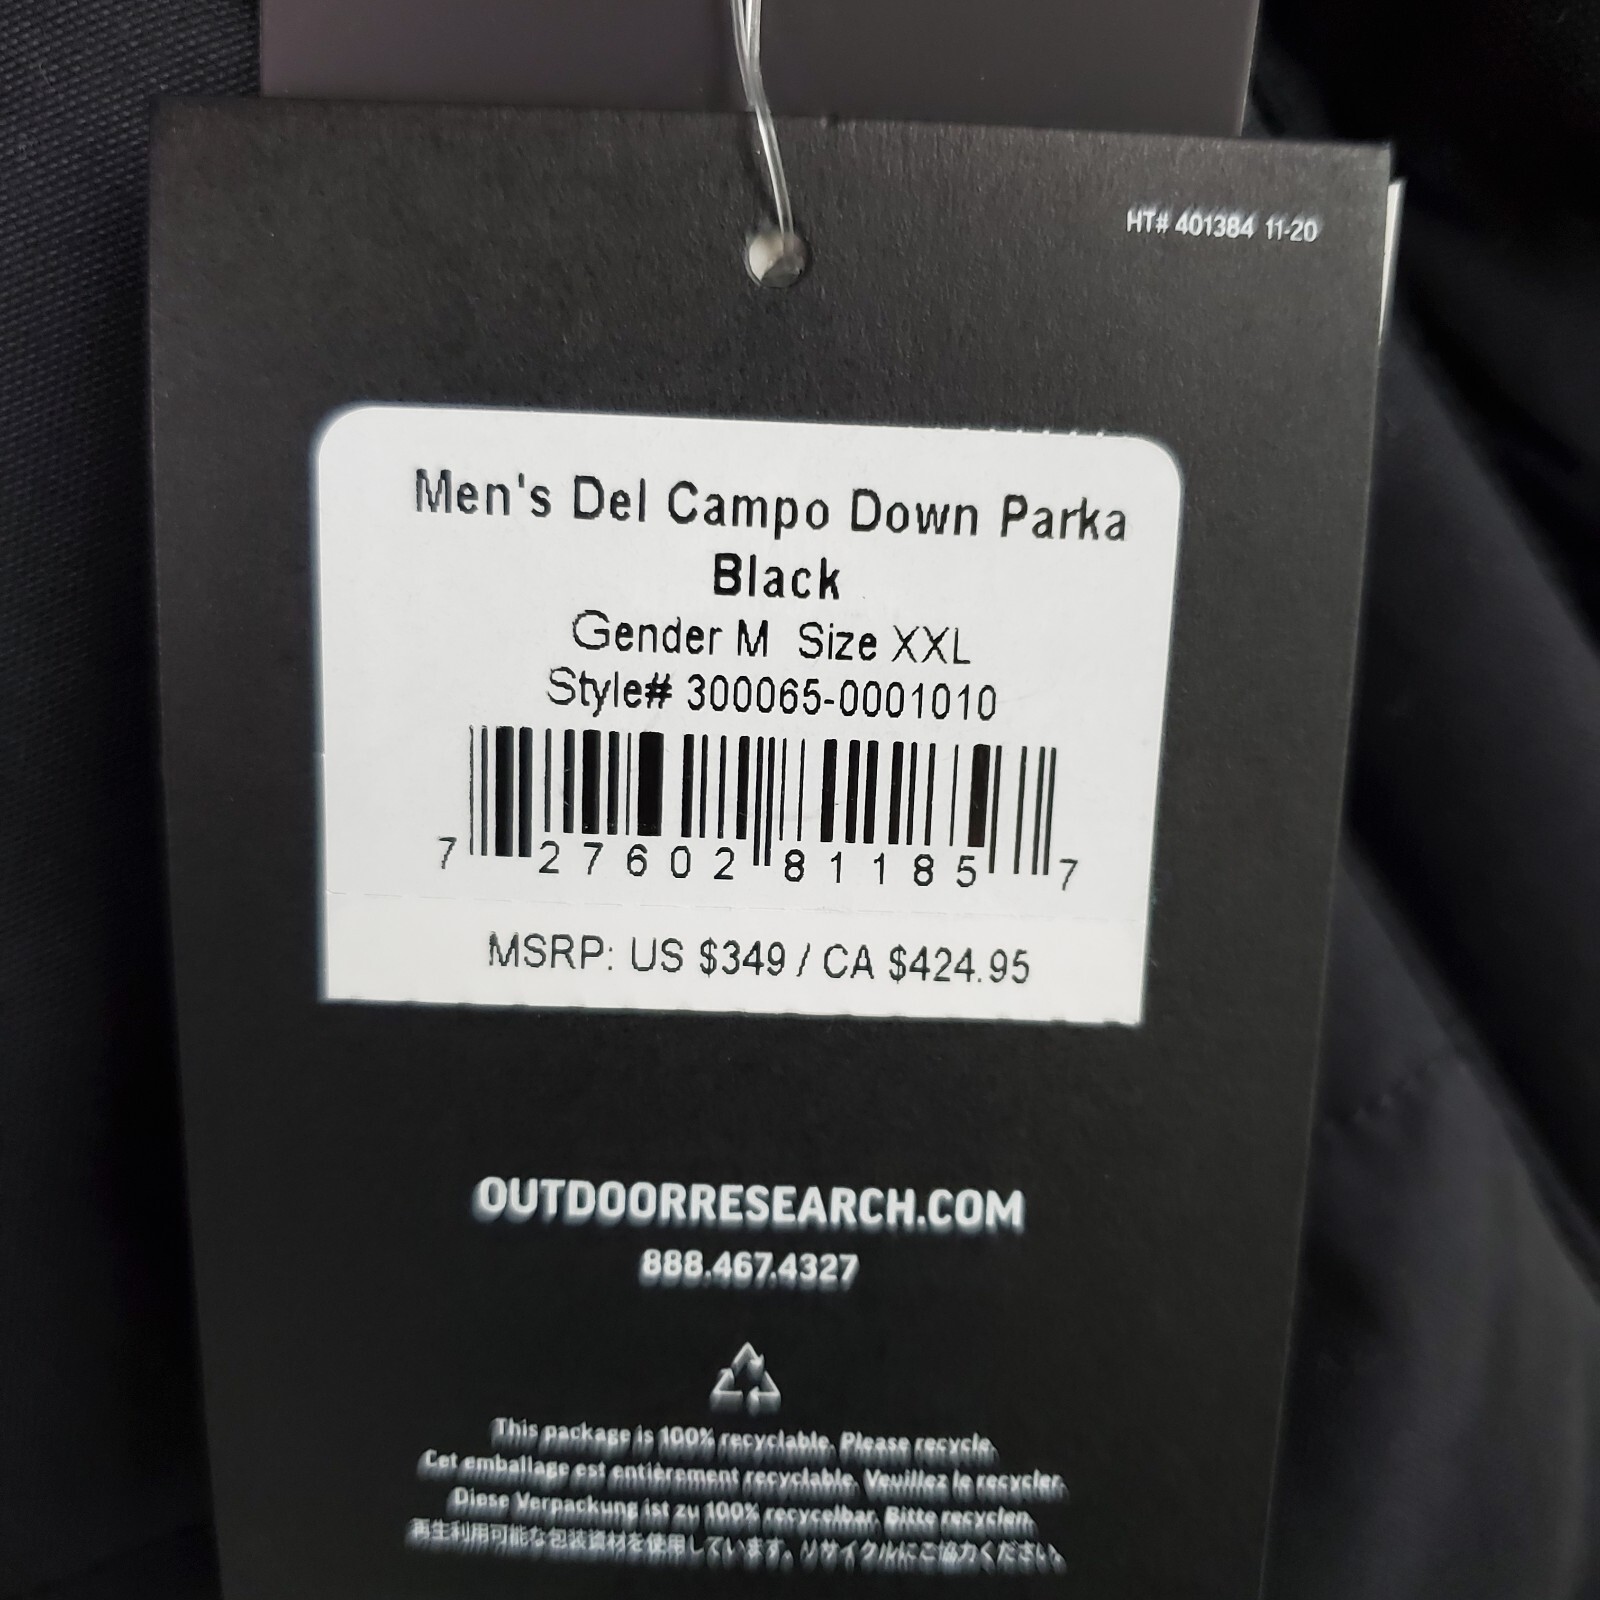 HT# 401384 11-20
Men's Del Campo Down Parka
Black
Gender M Size XXL
Style# 300065-0001010
7 27602 81185 7
MSRP: US $349 / CA $424.95
OUTDOORRESEARCH.COM
888.467.4327
This package is 100% recyclable. Please recycle.
Cet emballage est entièrement recyclable. Veuillez le recycler.
Diese Verpackung ist zu 100% recycelbar. Bitte recyclen.
再生利用可能な包装資材を使用しています。リサイクルにご協力ください。